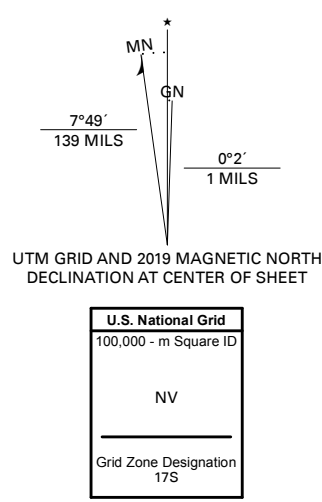 ★
MN
GN
7°49´
139 MILS
0°2´
1 MILS
UTM GRID AND 2019 MAGNETIC NORTH
DECLINATION AT CENTER OF SHEET
U.S. National Grid
100,000 - m Square ID
NV
Grid Zone Designation
17S